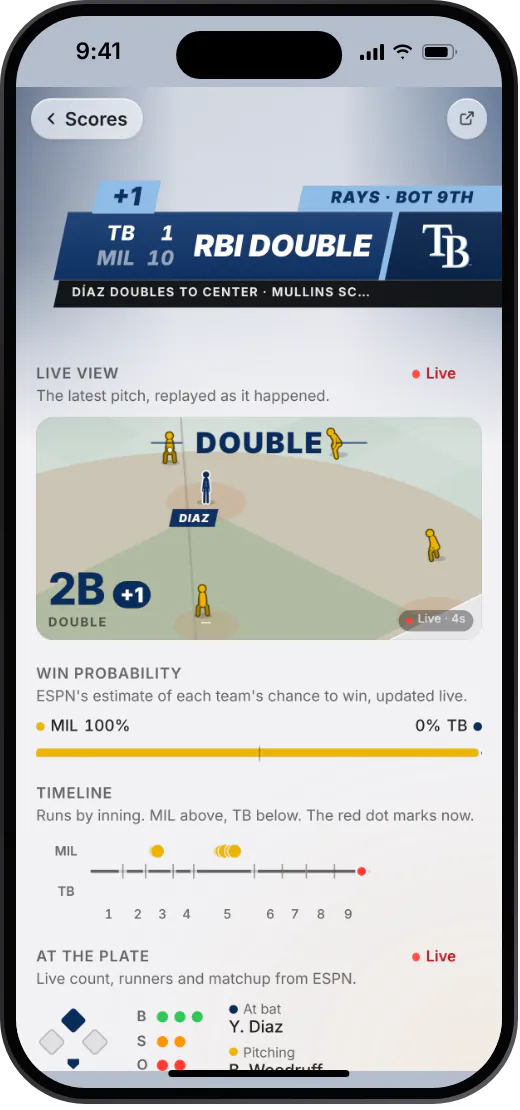 9:41
Scores
+1
RAYS · BOT 9TH
TB 1
MIL 10
RBI DOUBLE
TB
DÍAZ DOUBLES TO CENTER · MULLINS SC...
LIVE VIEW
Live
The latest pitch, replayed as it happened.
DOUBLE
DIAZ
2B +1
DOUBLE
Live · 4s
WIN PROBABILITY
ESPN's estimate of each team's chance to win, updated live.
MIL 100%
0% TB
TIMELINE
Runs by inning. MIL above, TB below. The red dot marks now.
MIL
TB
1 2 3 4 5 6 7 8 9
AT THE PLATE
Live
Live count, runners and matchup from ESPN.
B
S
O
At bat
Y. Diaz
Pitching
B. Woodruff